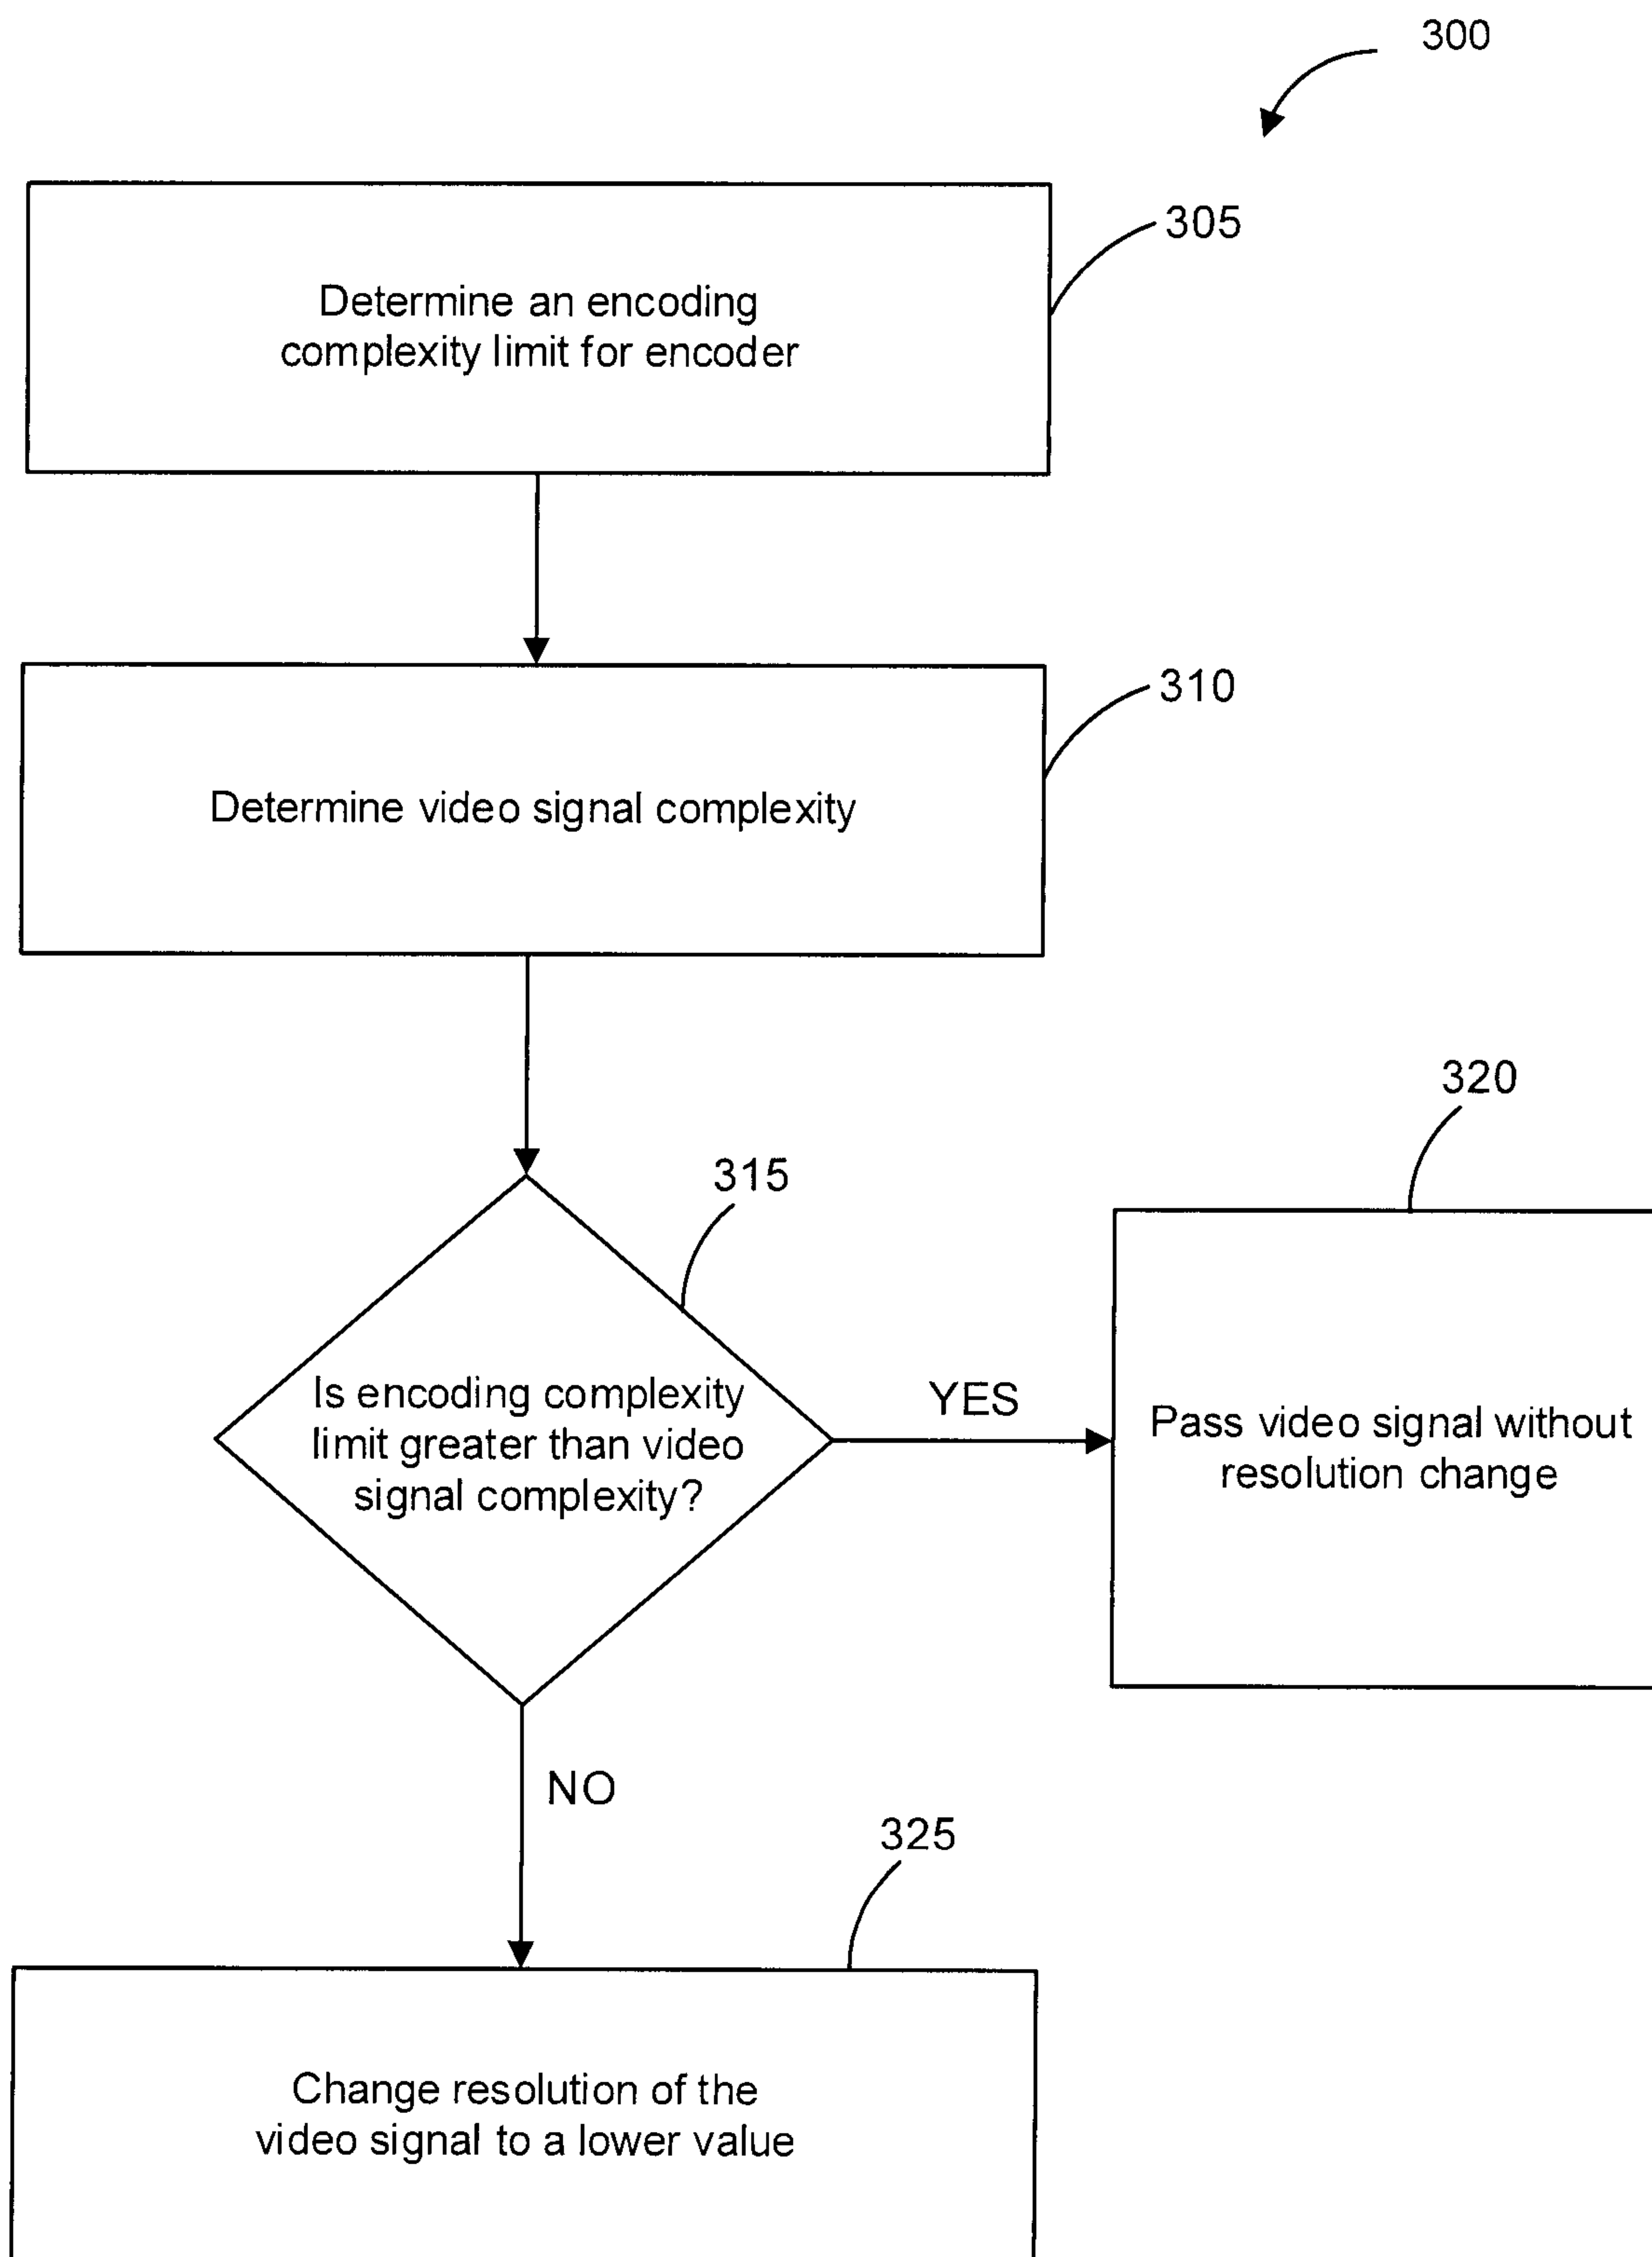 300
305
Determine an encoding
complexity limit for encoder
310
Determine video signal complexity
315
320
Is encoding complexity
limit greater than video
signal complexity?
YES
Pass video signal without
resolution change
NO
325
Change resolution of the
video signal to a lower value